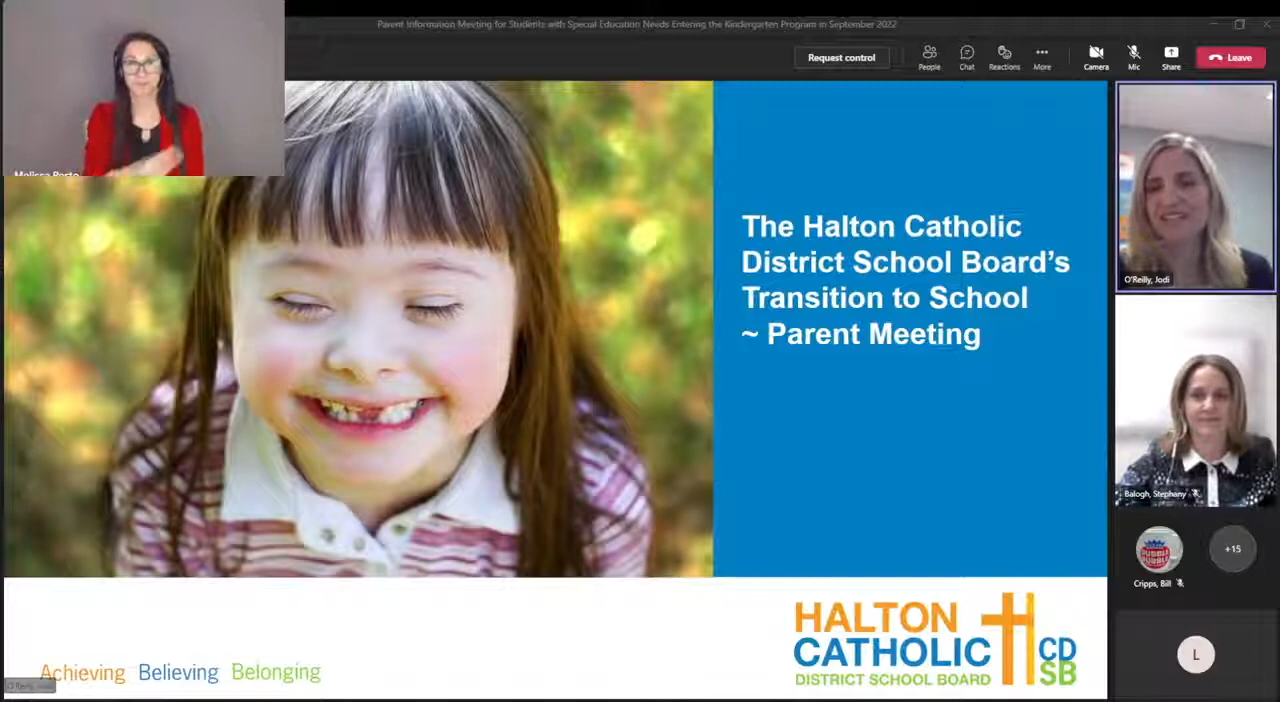 Parent Information Meeting for Students with Special Education Needs Entering the Kindergarten Program in September 2022
Request control
People
Chat
Reactions
More
Camera
Mic
Share
Leave
The Halton Catholic
District School Board's
Transition to School
~ Parent Meeting
O'Reilly, Jodi
Balogh, Stephany
Cripps, Bill
+15
L
Achieving Believing Belonging
HALTON
CATHOLIC
DISTRICT SCHOOL BOARD
CD
SB